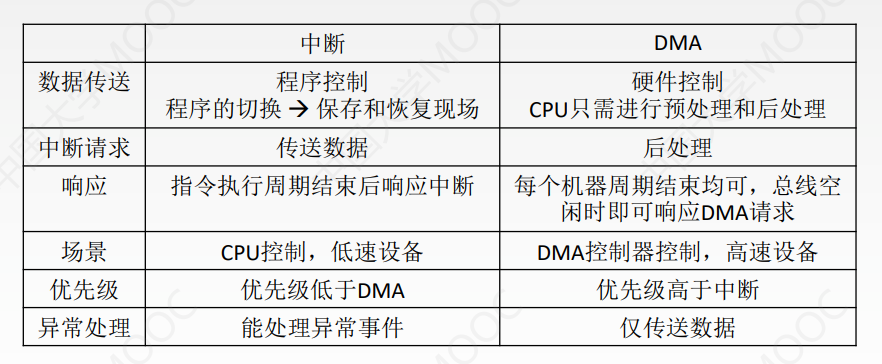 中断 DMA
数据传送 程序控制 硬件控制
程序的切换 → 保存和恢复现场 CPU只需进行预处理和后处理
中断请求 传送数据 后处理
响应 指令执行周期结束后响应中断 每个机器周期结束均可，总线空
闲时即可响应DMA请求
场景 CPU控制，低速设备 DMA控制器控制，高速设备
优先级 优先级低于DMA 优先级高于中断
异常处理 能处理异常事件 仅传送数据